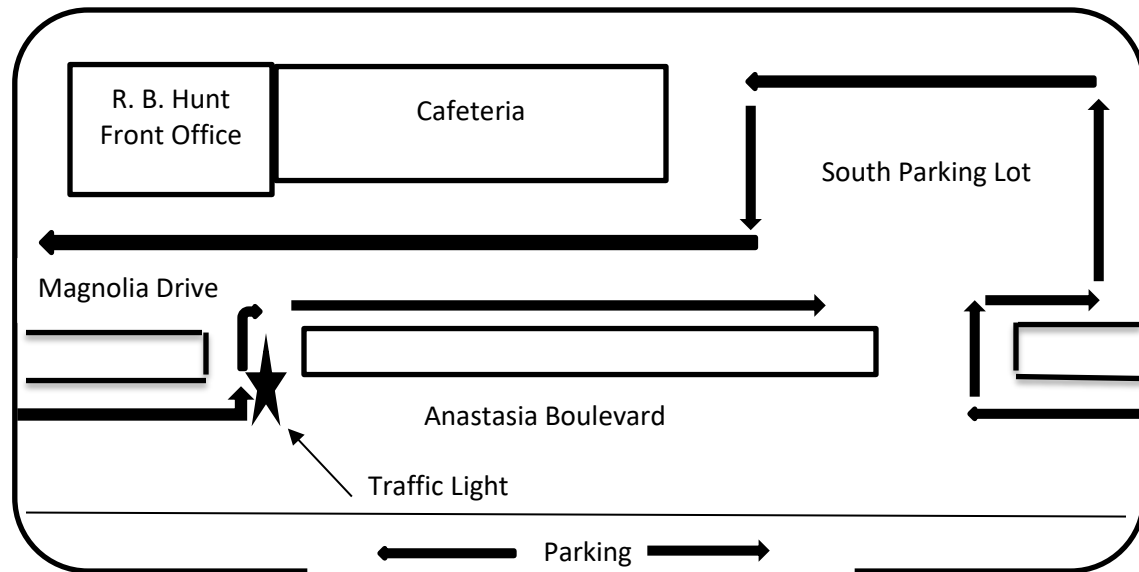 R. B. Hunt
Front Office
Cafeteria
South Parking Lot
Magnolia Drive
Anastasia Boulevard
Traffic Light
Parking